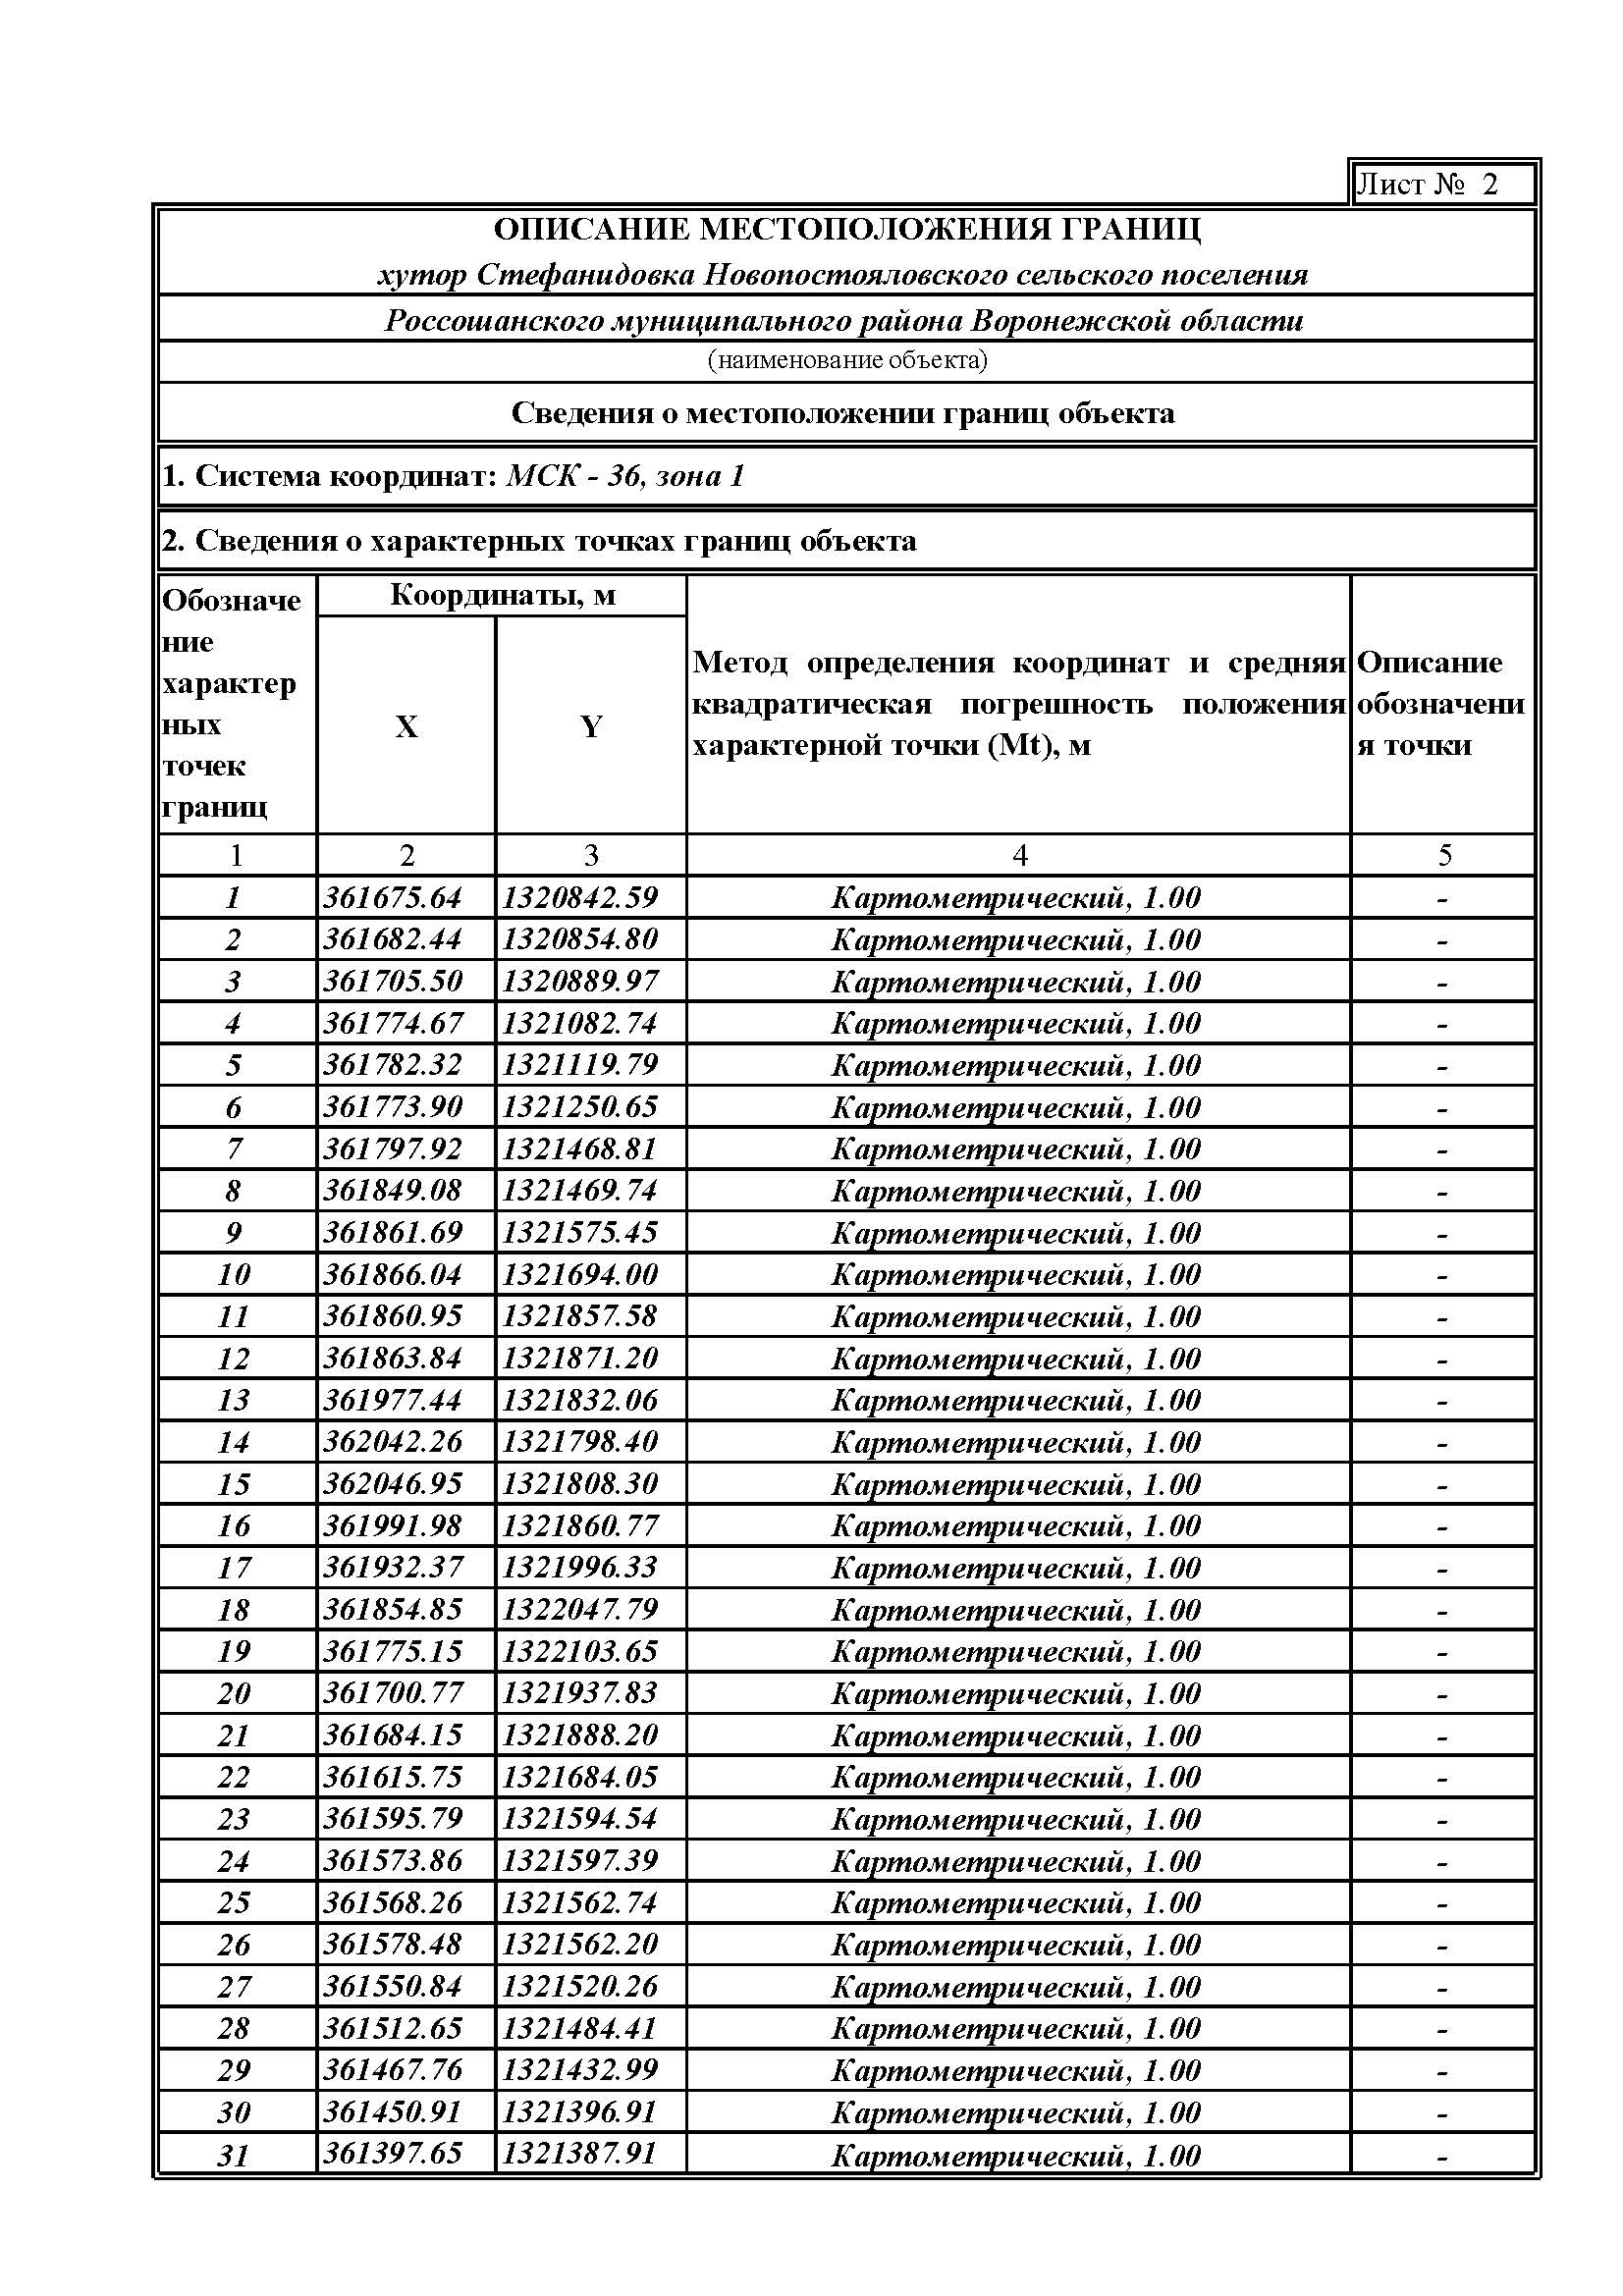 Лист № 2
ОПИСАНИЕ МЕСТОПОЛОЖЕНИЯ ГРАНИЦ
хутор Стефанидовка Новопостояловского сельского поселения
Россошанского муниципального района Воронежской области
(наименование объекта)
Сведения о местоположении границ объекта
1. Система координат: МСК - 36, зона 1
2. Сведения о характерных точках границ объекта
Обозначе
ние
характер
ных
точек
границ
Координаты, м
X
Y
Метод определения координат и средняя
квадратическая погрешность положения
характерной точки (Mt), м
Описание
обозначени
я точки
1 2 3 4 5
1 361675.64 1320842.59 Картометрический, 1.00 -
2 361682.44 1320854.80 Картометрический, 1.00 -
3 361705.50 1320889.97 Картометрический, 1.00 -
4 361774.67 1321082.74 Картометрический, 1.00 -
5 361782.32 1321119.79 Картометрический, 1.00 -
6 361773.90 1321250.65 Картометрический, 1.00 -
7 361797.92 1321468.81 Картометрический, 1.00 -
8 361849.08 1321469.74 Картометрический, 1.00 -
9 361861.69 1321575.45 Картометрический, 1.00 -
10 361866.04 1321694.00 Картометрический, 1.00 -
11 361860.95 1321857.58 Картометрический, 1.00 -
12 361863.84 1321871.20 Картометрический, 1.00 -
13 361977.44 1321832.06 Картометрический, 1.00 -
14 362042.26 1321798.40 Картометрический, 1.00 -
15 362046.95 1321808.30 Картометрический, 1.00 -
16 361991.98 1321860.77 Картометрический, 1.00 -
17 361932.37 1321996.33 Картометрический, 1.00 -
18 361854.85 1322047.79 Картометрический, 1.00 -
19 361775.15 1322103.65 Картометрический, 1.00 -
20 361700.77 1321937.83 Картометрический, 1.00 -
21 361684.15 1321888.20 Картометрический, 1.00 -
22 361615.75 1321684.05 Картометрический, 1.00 -
23 361595.79 1321594.54 Картометрический, 1.00 -
24 361573.86 1321597.39 Картометрический, 1.00 -
25 361568.26 1321562.74 Картометрический, 1.00 -
26 361578.48 1321562.20 Картометрический, 1.00 -
27 361550.84 1321520.26 Картометрический, 1.00 -
28 361512.65 1321484.41 Картометрический, 1.00 -
29 361467.76 1321432.99 Картометрический, 1.00 -
30 361450.91 1321396.91 Картометрический, 1.00 -
31 361397.65 1321387.91 Картометрический, 1.00 -